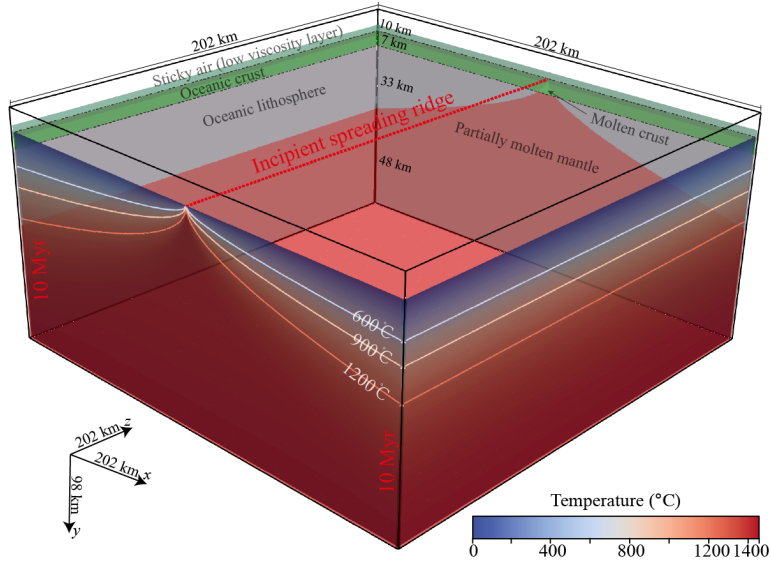 202 km
202 km
10 km
Sticky air (low viscosity layer)
7 km
Oceanic crust
33 km
Oceanic lithosphere
Incipient spreading ridge
Molten crust
Partially molten mantle
48 km
10 Myr
600℃
900℃
1200℃
10 Myr
202 km z
202 km x
98 km
y
Temperature (°C)
0 400 800 1200 1400